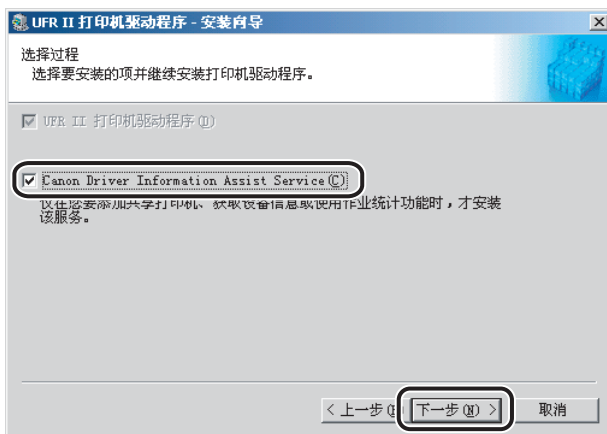 UFR II 打印机驱动程序 - 安装向导
选择过程
选择要安装的项并继续安装打印机驱动程序。
UFR II 打印机驱动程序(D)
Canon Driver Information Assist Service(C)
仅在您要添加共享打印机、获取设备信息或使用作业统计功能时，才安装
该服务。
< 上一步 下一步(N) > 取消